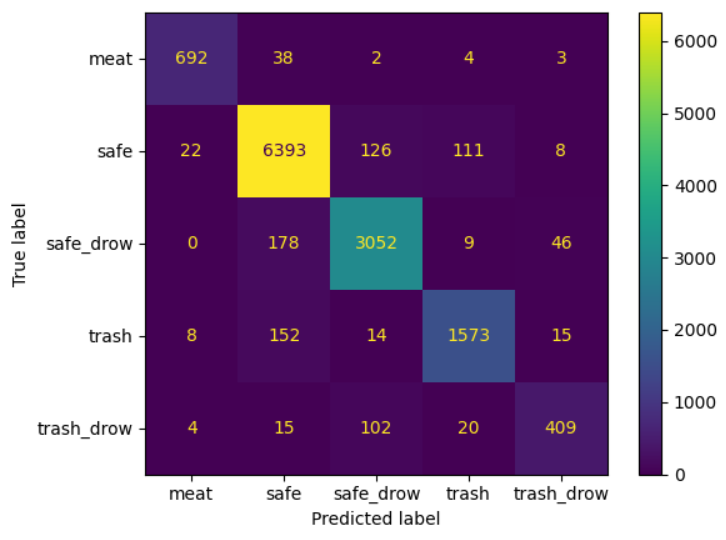 meat 692 38 2 4 3
safe 22 6393 126 111 8
safe_drow 0 178 3052 9 46
trash 8 152 14 1573 15
trash_drow 4 15 102 20 409
meat safe safe_drow trash trash_drow
Predicted label
True label
6000
5000
4000
3000
2000
1000
0